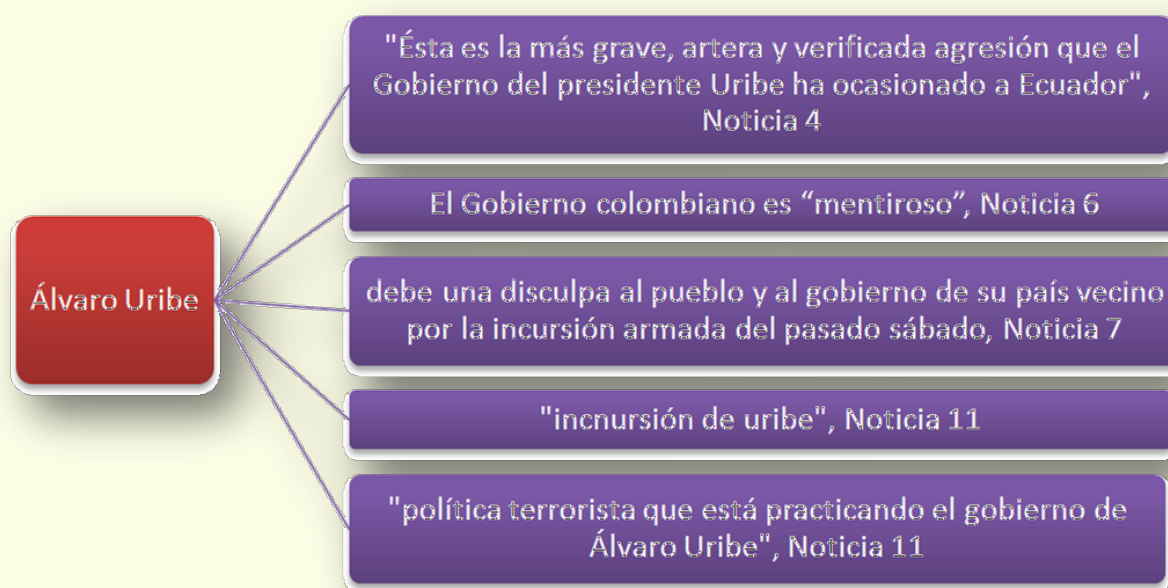 "Ésta es la más grave, artera y verificada agresión que el
Gobierno del presidente Uribe ha ocasionado a Ecuador",
Noticia 4
El Gobierno colombiano es “mentiroso”, Noticia 6
Álvaro Uribe
debe una disculpa al pueblo y al gobierno de su país vecino
por la incursión armada del pasado sábado, Noticia 7
"incnursión de uribe", Noticia 11
"política terrorista que está practicando el gobierno de
Álvaro Uribe", Noticia 11